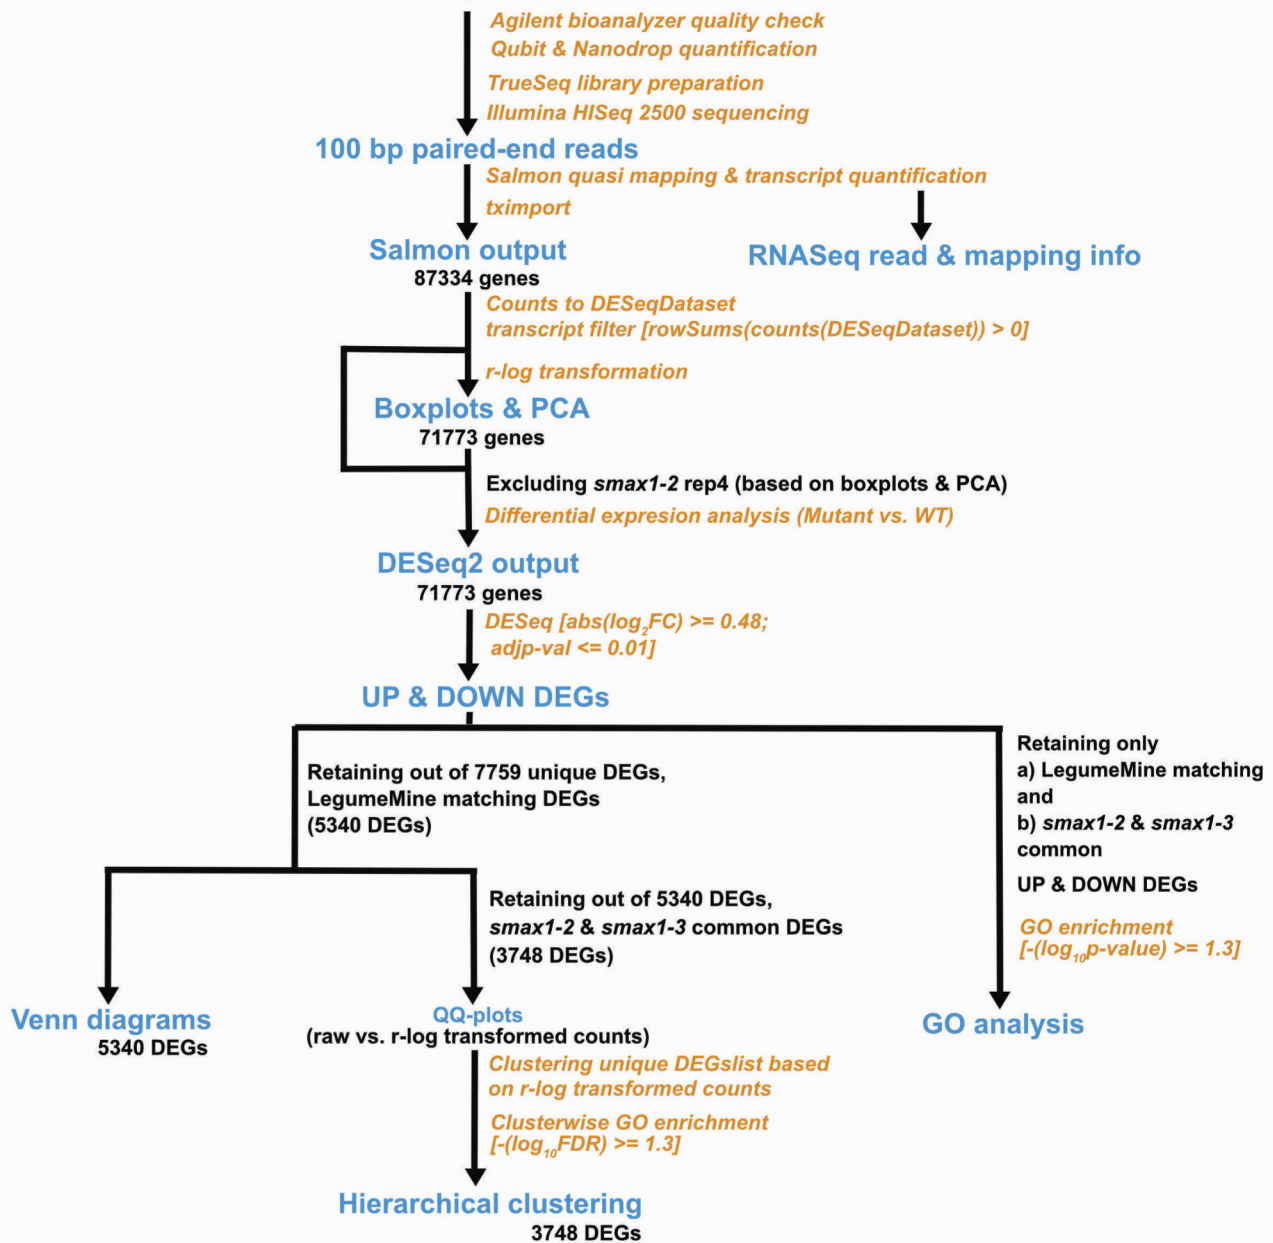 Agilent bioanalyzer quality check
Qubit & Nanodrop quantification
TrueSeq library preparation
Illumina HISeq 2500 sequencing
100 bp paired-end reads
Salmon quasi mapping & transcript quantification
tximport
Salmon output
87334 genes
RNASeq read & mapping info
Counts to DESeqDataset
transcript filter [rowSums(counts(DESeqDataset)) > 0]
r-log transformation
Boxplots & PCA
71773 genes
Excluding smax1-2 rep4 (based on boxplots & PCA)
Differential expresion analysis (Mutant vs. WT)
DESeq2 output
71773 genes
DESeq [abs(log2FC) >= 0.48;
adjp-val <= 0.01]
UP & DOWN DEGs
Retaining out of 7759 unique DEGs,
LegumeMine matching DEGs
(5340 DEGs)
Retaining only
a) LegumeMine matching
and
b) smax1-2 & smax1-3
common
UP & DOWN DEGs
GO enrichment
[-(log10p-value) >= 1.3]
Retaining out of 5340 DEGs,
smax1-2 & smax1-3 common DEGs
(3748 DEGs)
Venn diagrams
5340 DEGs
QQ-plots
(raw vs. r-log transformed counts)
GO analysis
Clustering unique DEGslist based
on r-log transformed counts
Clusterwise GO enrichment
[-(log10FDR) >= 1.3]
Hierarchical clustering
3748 DEGs